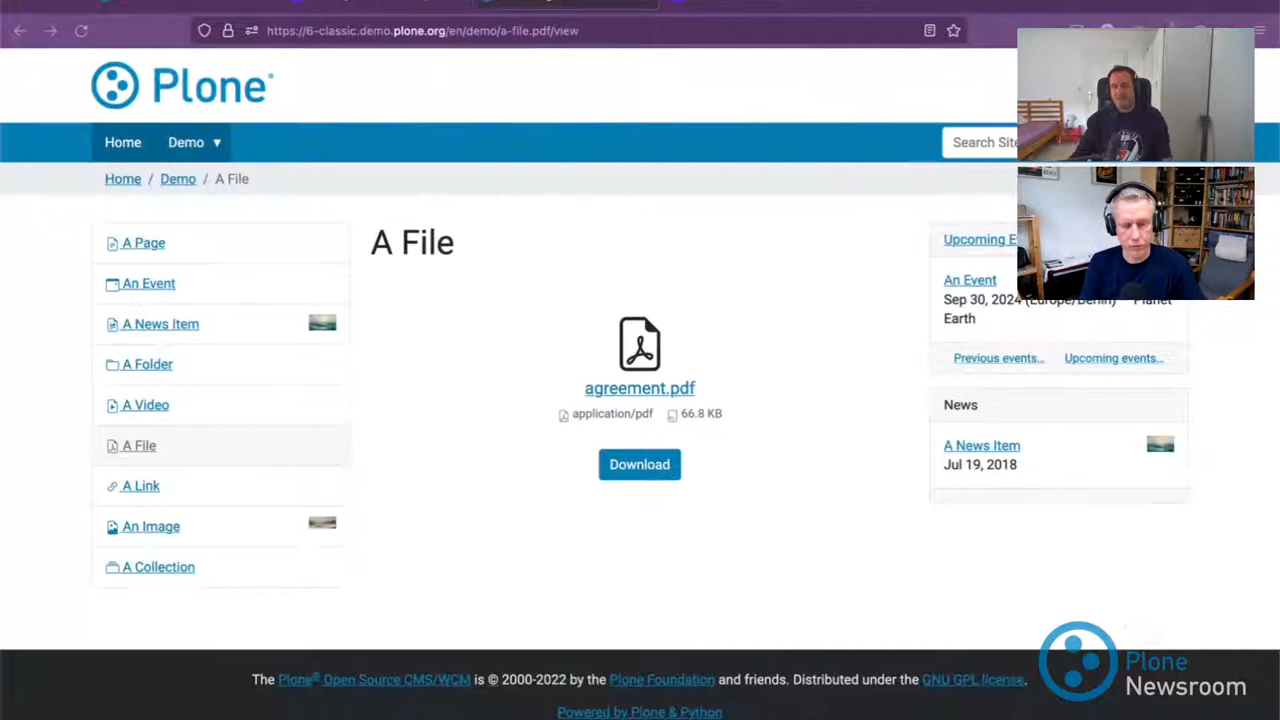 https://6-classic.demo.plone.org/en/demo/a-file.pdf/view
Plone®
Home
Demo ▾
Search Site
Home / Demo / A File
A Page
An Event
A News Item
A Folder
A Video
A File
A Link
An Image
A Collection
A File
agreement.pdf
application/pdf 66.8 KB
Download
Upcoming E
An Event
Sep 30, 2024 (Europe/Berlin) — Planet
Earth
Previous events…
Upcoming events…
News
A News Item
Jul 19, 2018
The Plone® Open Source CMS/WCM is © 2000-2022 by the Plone Foundation and friends. Distributed under the GNU GPL license.
Powered by Plone & Python
Plone
Newsroom